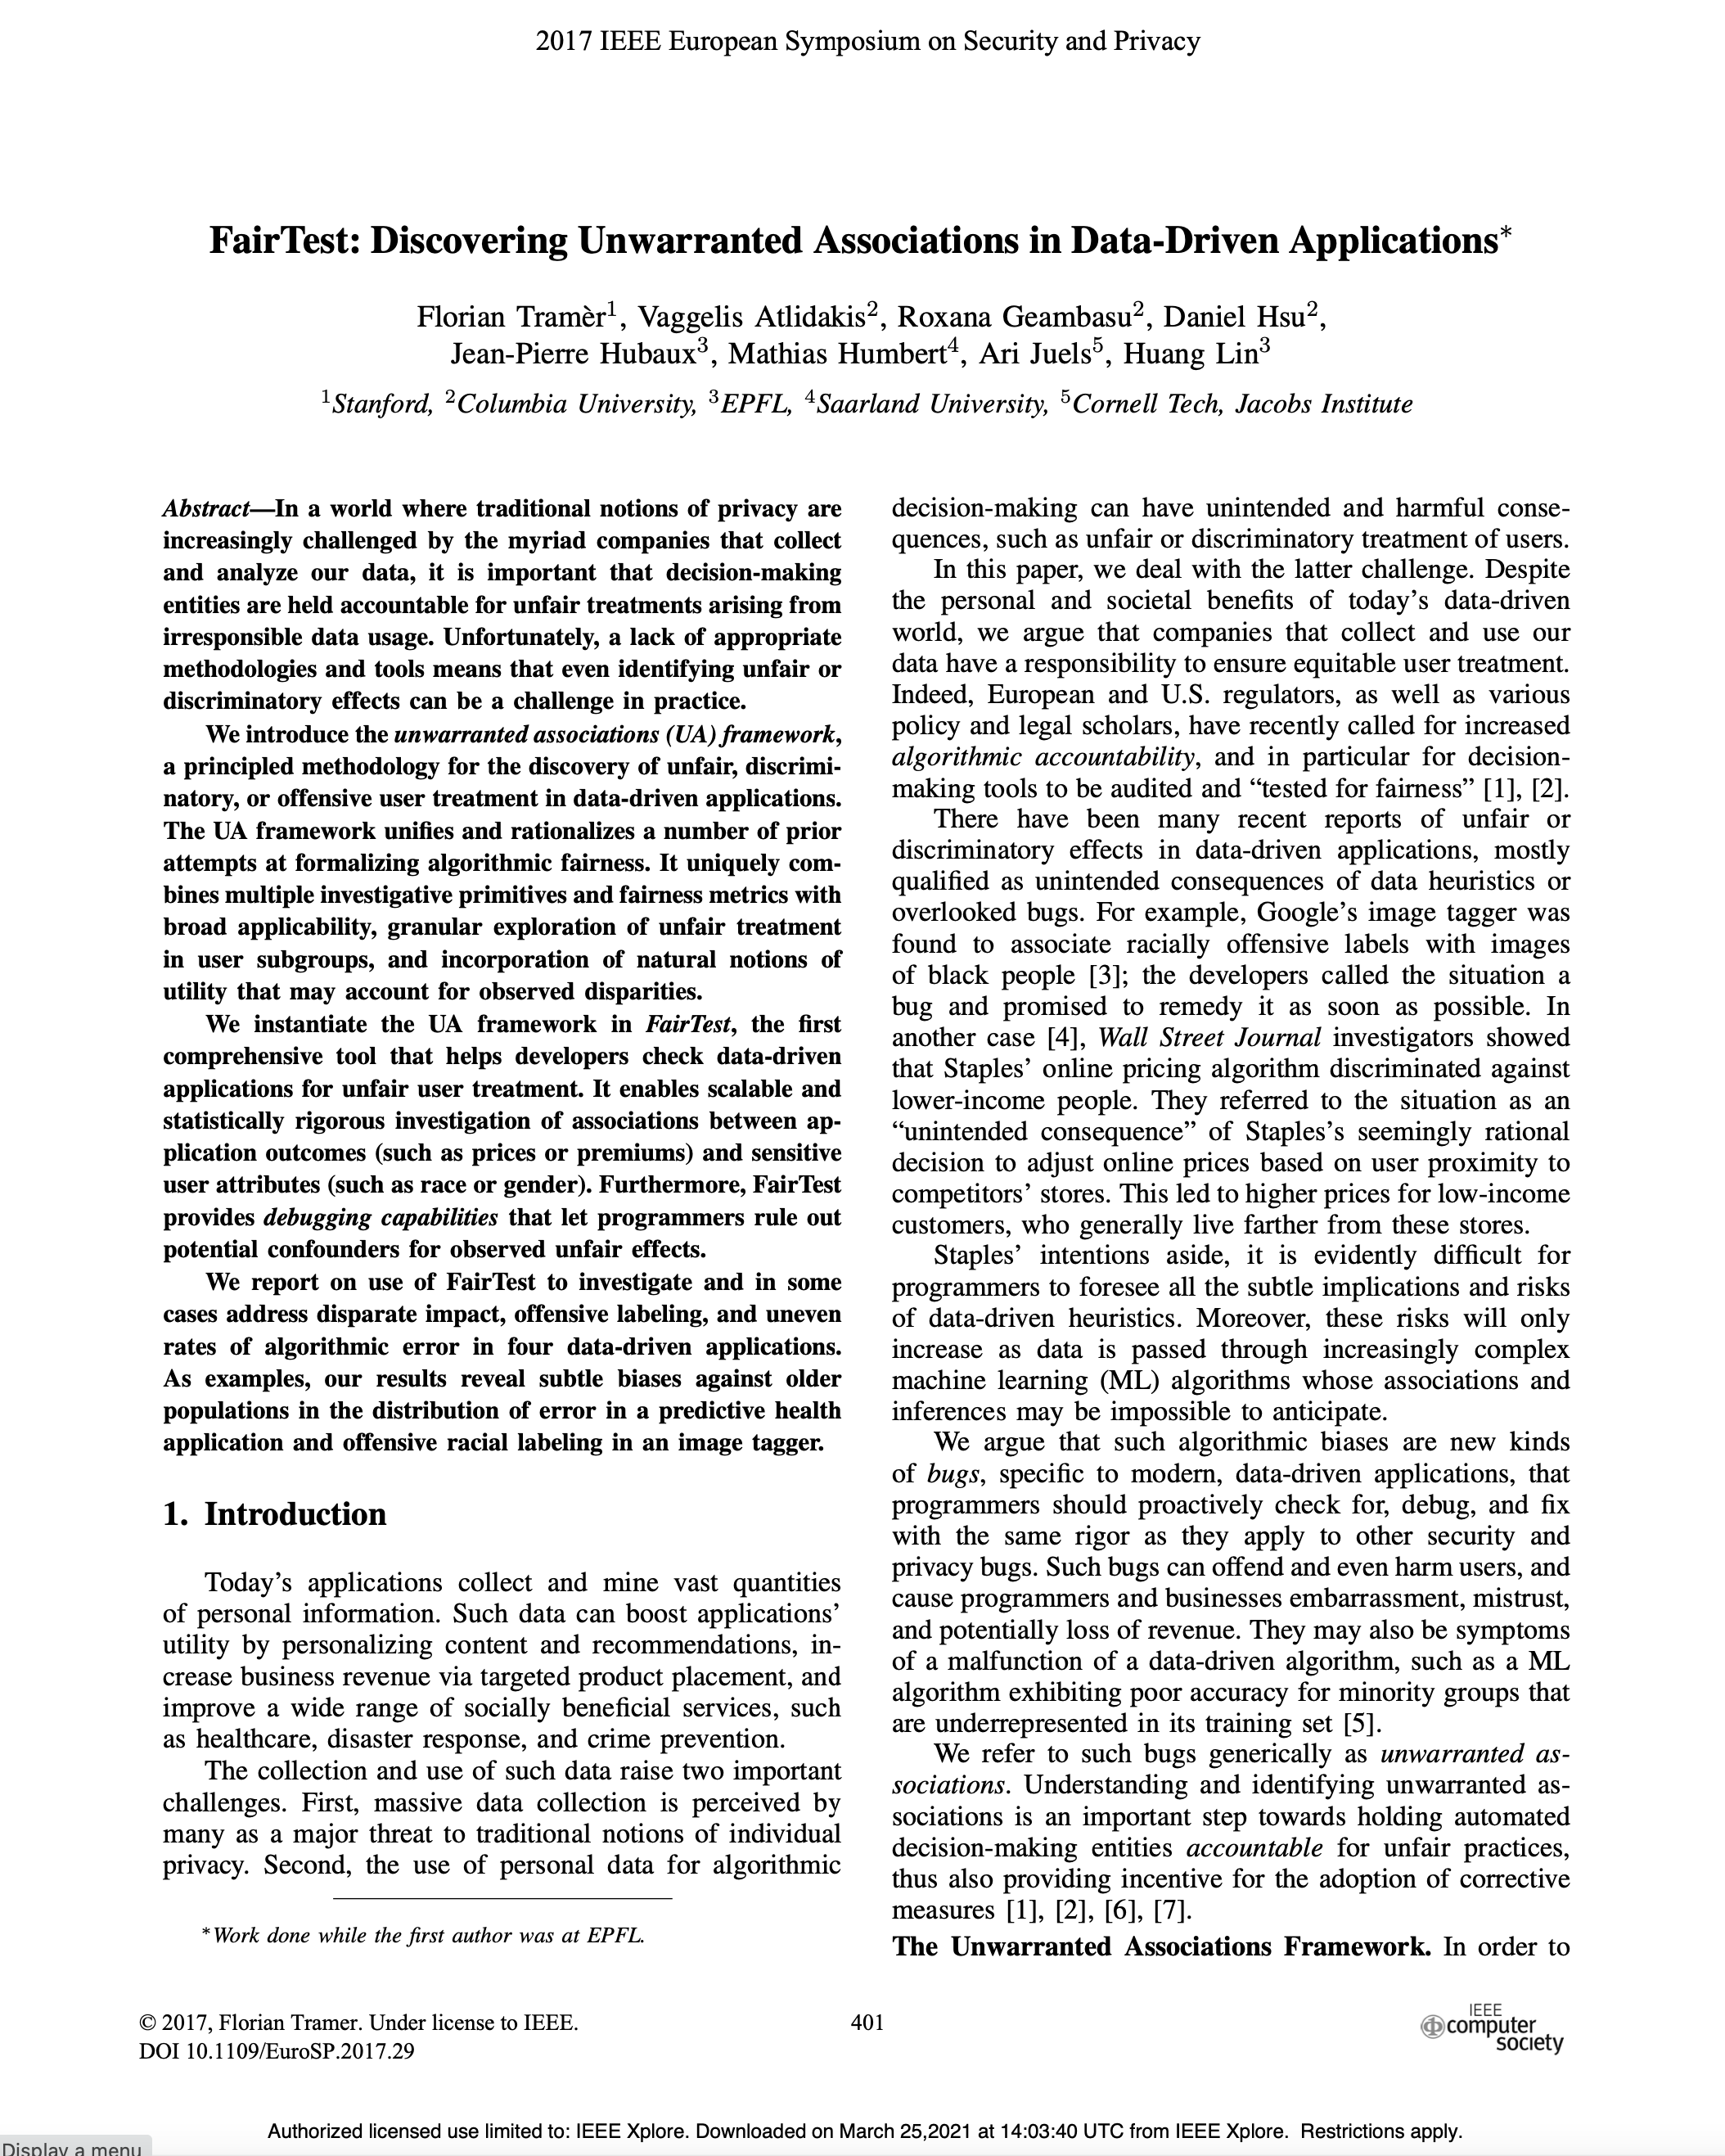 2017 IEEE European Symposium on Security and Privacy
FairTest: Discovering Unwarranted Associations in Data-Driven Applications*
Florian Tramèr1, Vaggelis Atlidakis2, Roxana Geambasu2, Daniel Hsu2,
Jean-Pierre Hubaux3, Mathias Humbert4, Ari Juels5, Huang Lin3
1Stanford, 2Columbia University, 3EPFL, 4Saarland University, 5Cornell Tech, Jacobs Institute
Abstract—In a world where traditional notions of privacy are
increasingly challenged by the myriad companies that collect
and analyze our data, it is important that decision-making
entities are held accountable for unfair treatments arising from
irresponsible data usage. Unfortunately, a lack of appropriate
methodologies and tools means that even identifying unfair or
discriminatory effects can be a challenge in practice.
We introduce the unwarranted associations (UA) framework,
a principled methodology for the discovery of unfair, discrimi-
natory, or offensive user treatment in data-driven applications.
The UA framework unifies and rationalizes a number of prior
attempts at formalizing algorithmic fairness. It uniquely com-
bines multiple investigative primitives and fairness metrics with
broad applicability, granular exploration of unfair treatment
in user subgroups, and incorporation of natural notions of
utility that may account for observed disparities.
We instantiate the UA framework in FairTest, the first
comprehensive tool that helps developers check data-driven
applications for unfair user treatment. It enables scalable and
statistically rigorous investigation of associations between ap-
plication outcomes (such as prices or premiums) and sensitive
user attributes (such as race or gender). Furthermore, FairTest
provides debugging capabilities that let programmers rule out
potential confounders for observed unfair effects.
We report on use of FairTest to investigate and in some
cases address disparate impact, offensive labeling, and uneven
rates of algorithmic error in four data-driven applications.
As examples, our results reveal subtle biases against older
populations in the distribution of error in a predictive health
application and offensive racial labeling in an image tagger.
1. Introduction
Today's applications collect and mine vast quantities
of personal information. Such data can boost applications'
utility by personalizing content and recommendations, in-
crease business revenue via targeted product placement, and
improve a wide range of socially beneficial services, such
as healthcare, disaster response, and crime prevention.
The collection and use of such data raise two important
challenges. First, massive data collection is perceived by
many as a major threat to traditional notions of individual
privacy. Second, the use of personal data for algorithmic
*Work done while the first author was at EPFL.
decision-making can have unintended and harmful conse-
quences, such as unfair or discriminatory treatment of users.
In this paper, we deal with the latter challenge. Despite
the personal and societal benefits of today's data-driven
world, we argue that companies that collect and use our
data have a responsibility to ensure equitable user treatment.
Indeed, European and U.S. regulators, as well as various
policy and legal scholars, have recently called for increased
algorithmic accountability, and in particular for decision-
making tools to be audited and “tested for fairness” [1], [2].
There have been many recent reports of unfair or
discriminatory effects in data-driven applications, mostly
qualified as unintended consequences of data heuristics or
overlooked bugs. For example, Google's image tagger was
found to associate racially offensive labels with images
of black people [3]; the developers called the situation a
bug and promised to remedy it as soon as possible. In
another case [4], Wall Street Journal investigators showed
that Staples' online pricing algorithm discriminated against
lower-income people. They referred to the situation as an
“unintended consequence” of Staples's seemingly rational
decision to adjust online prices based on user proximity to
competitors' stores. This led to higher prices for low-income
customers, who generally live farther from these stores.
Staples' intentions aside, it is evidently difficult for
programmers to foresee all the subtle implications and risks
of data-driven heuristics. Moreover, these risks will only
increase as data is passed through increasingly complex
machine learning (ML) algorithms whose associations and
inferences may be impossible to anticipate.
We argue that such algorithmic biases are new kinds
of bugs, specific to modern, data-driven applications, that
programmers should proactively check for, debug, and fix
with the same rigor as they apply to other security and
privacy bugs. Such bugs can offend and even harm users, and
cause programmers and businesses embarrassment, mistrust,
and potentially loss of revenue. They may also be symptoms
of a malfunction of a data-driven algorithm, such as a ML
algorithm exhibiting poor accuracy for minority groups that
are underrepresented in its training set [5].
We refer to such bugs generically as unwarranted as-
sociations. Understanding and identifying unwarranted as-
sociations is an important step towards holding automated
decision-making entities accountable for unfair practices,
thus also providing incentive for the adoption of corrective
measures [1], [2], [6], [7].
The Unwarranted Associations Framework. In order to
© 2017, Florian Tramer. Under license to IEEE.
DOI 10.1109/EuroSP.2017.29
401
IEEE
computer
society
Authorized licensed use limited to: IEEE Xplore. Downloaded on March 25,2021 at 14:03:40 UTC from IEEE Xplore. Restrictions apply.
Display a menu